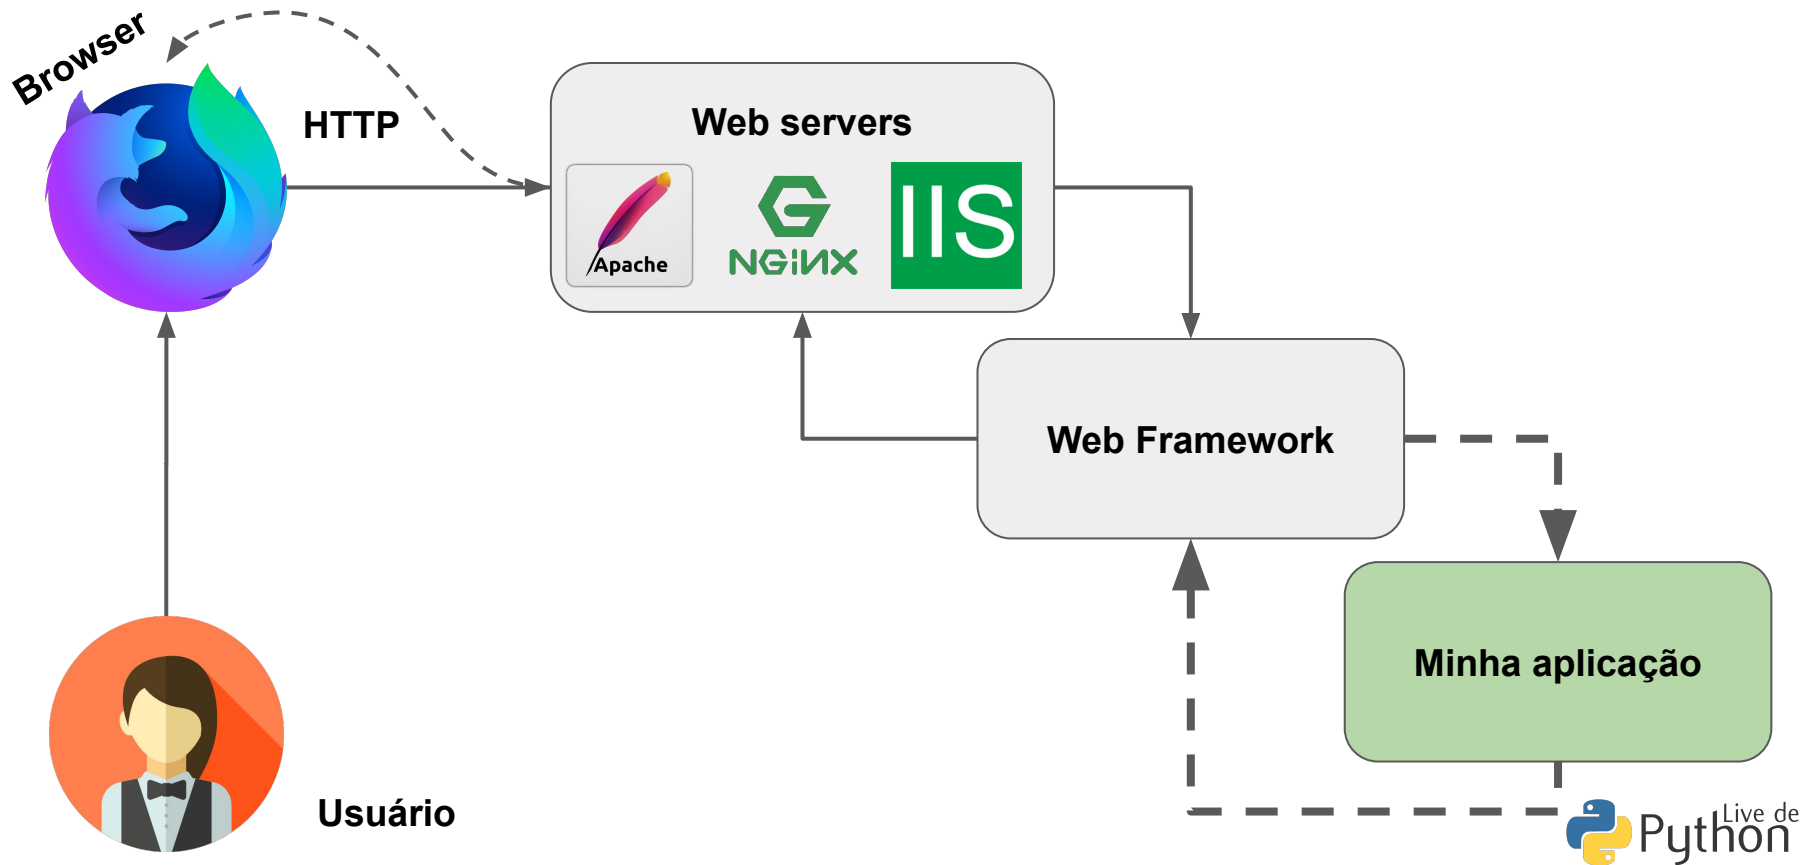 Browser
HTTP
Web servers
Apache
NGINX
IIS
Web Framework
Minha aplicação
Usuário
Live de
Python